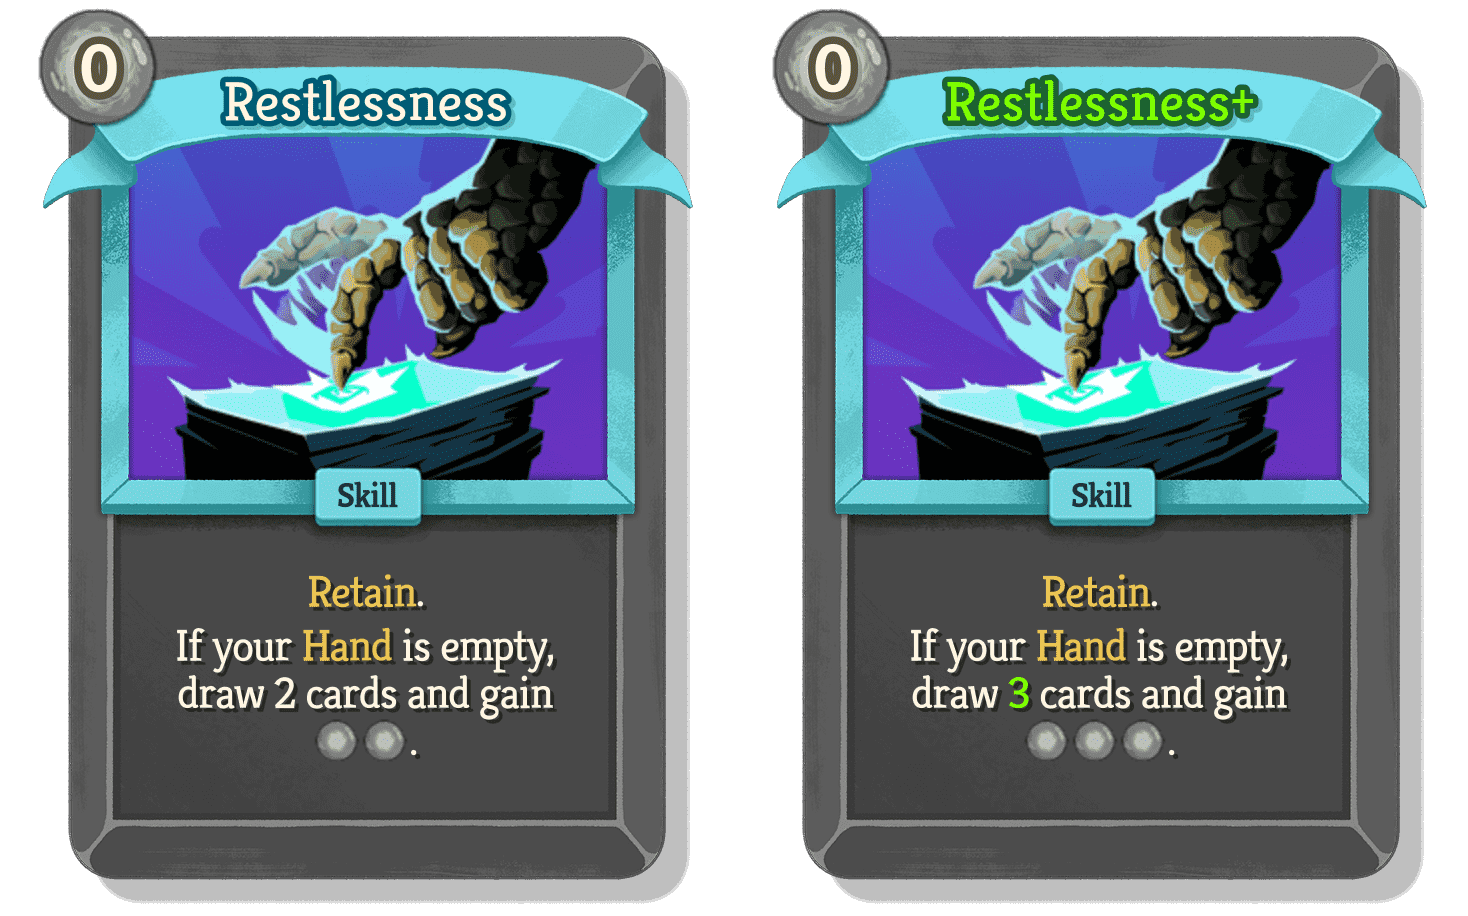 0
Restlessness
Skill
Retain.
If your Hand is empty,
draw 2 cards and gain
.
0
Restlessness+
Skill
Retain.
If your Hand is empty,
draw 3 cards and gain
.